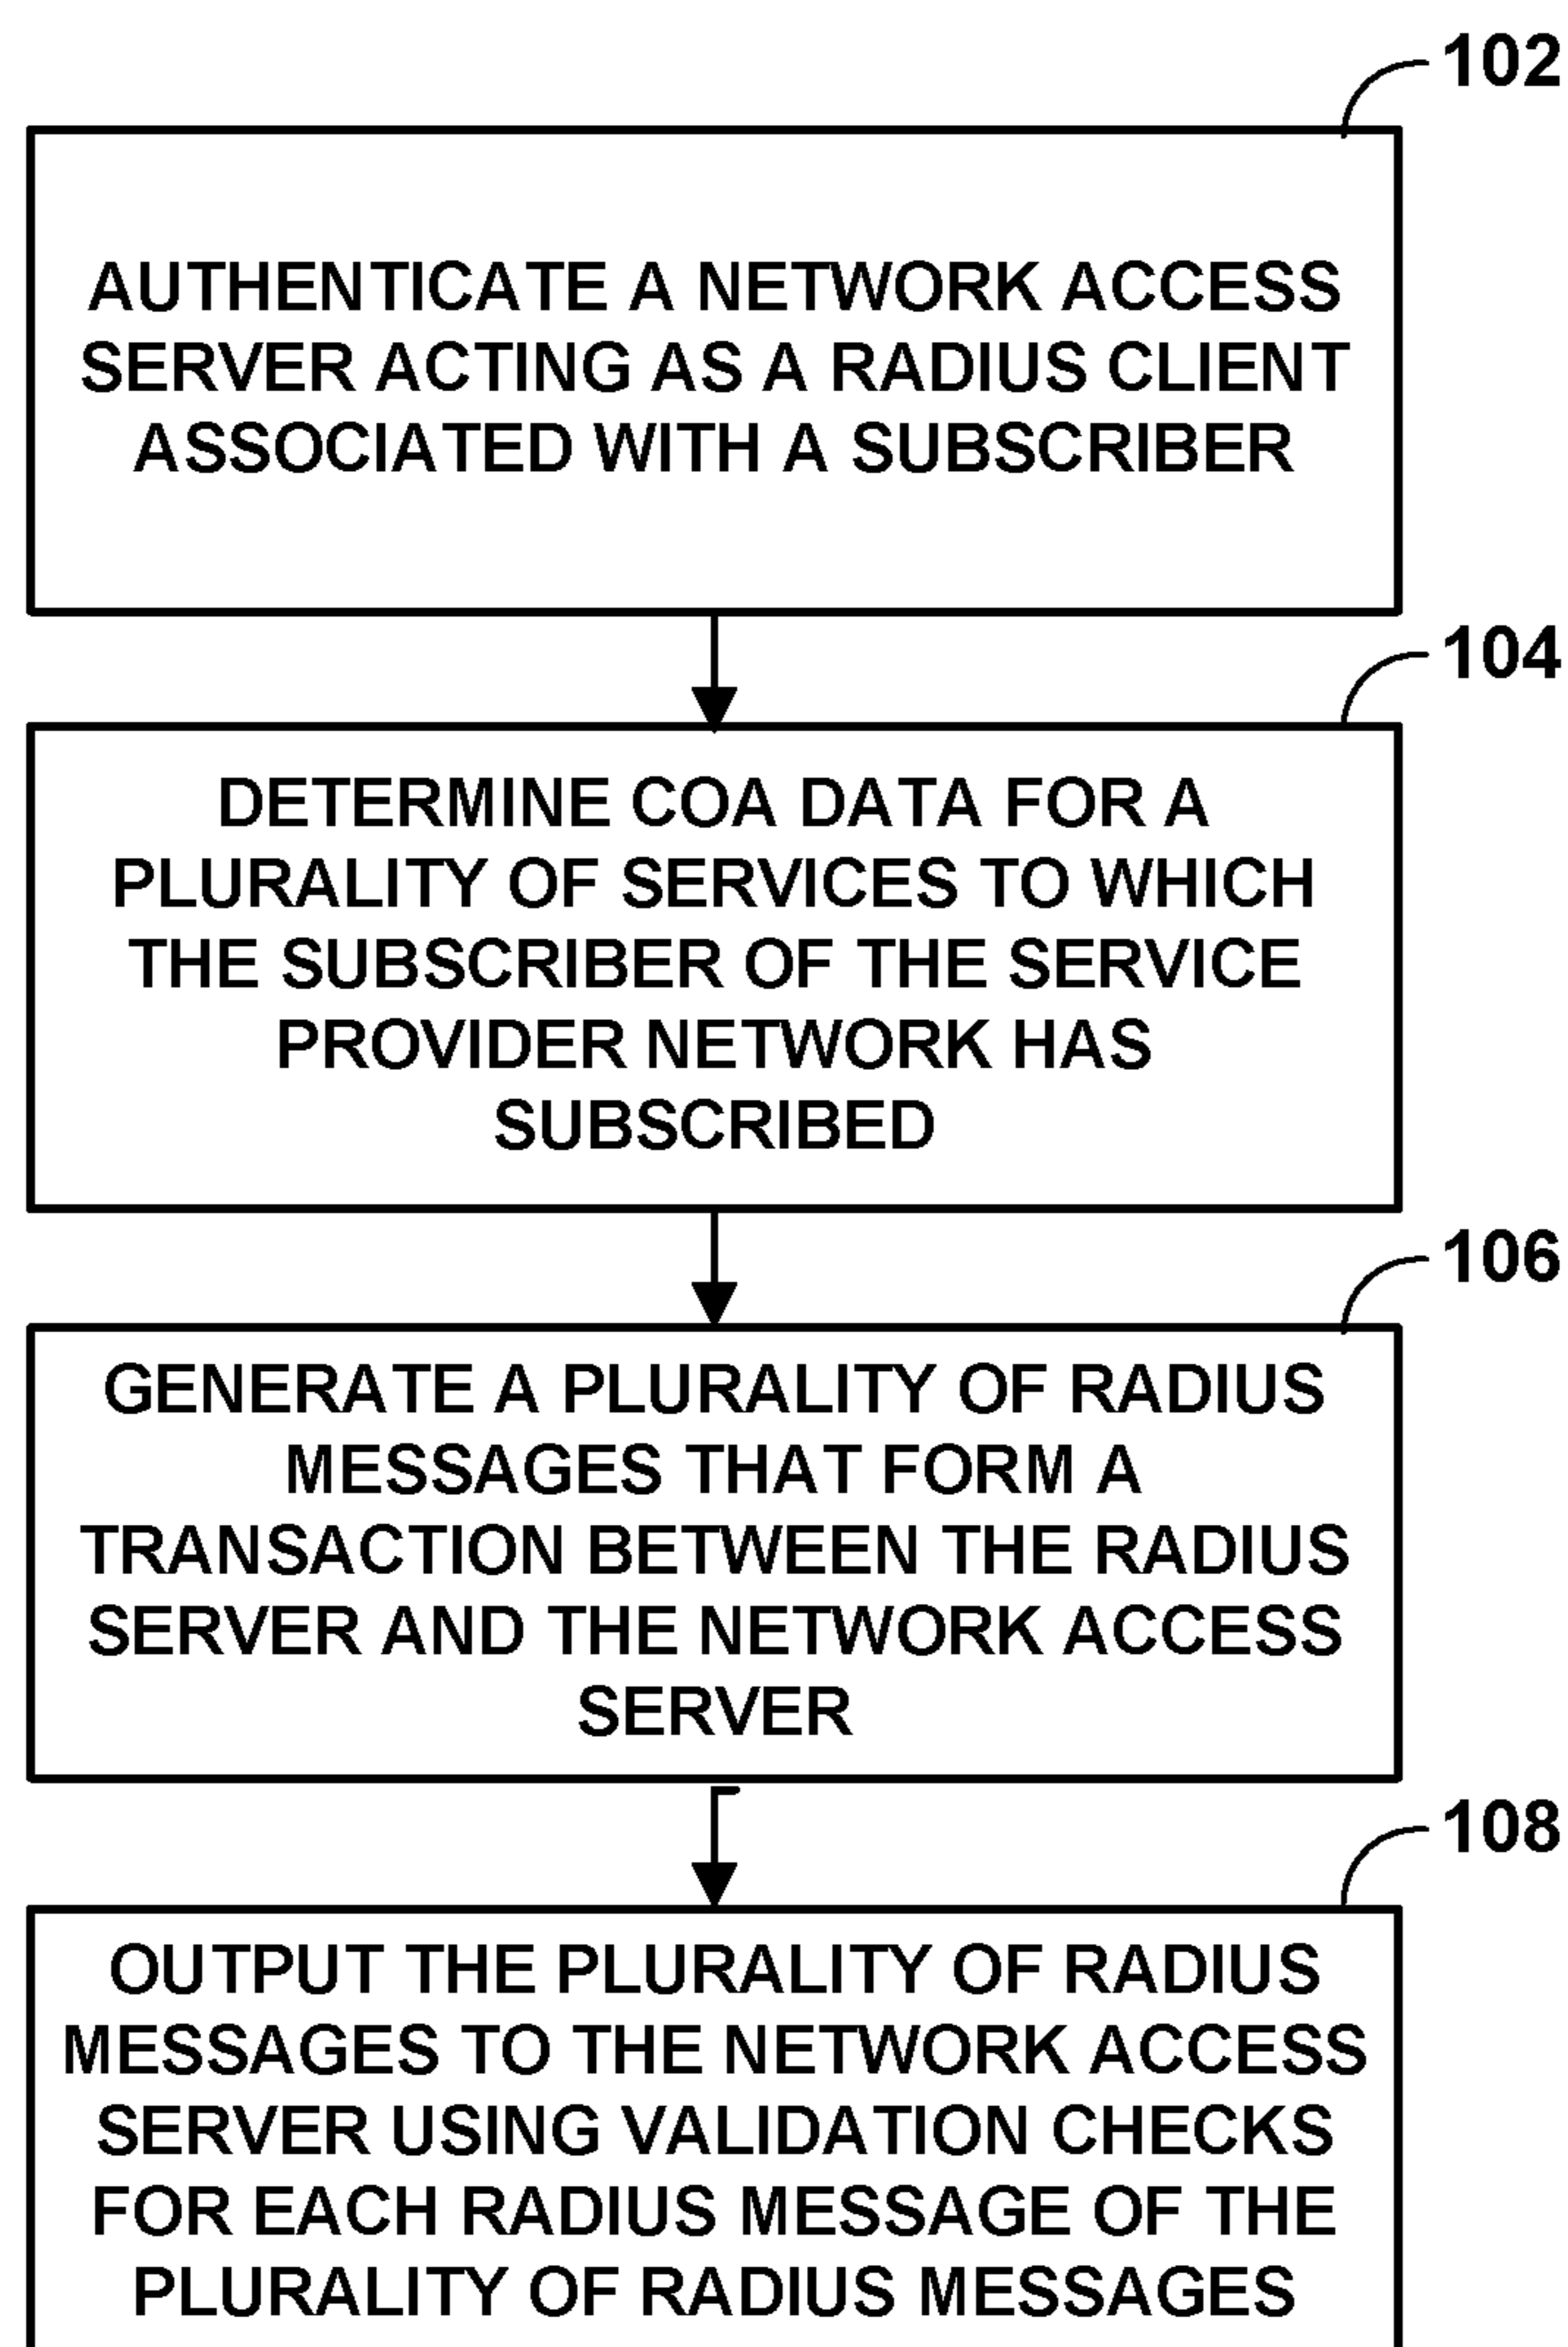 102
AUTHENTICATE A NETWORK ACCESS
SERVER ACTING AS A RADIUS CLIENT
ASSOCIATED WITH A SUBSCRIBER
104
DETERMINE COA DATA FOR A
PLURALITY OF SERVICES TO WHICH
THE SUBSCRIBER OF THE SERVICE
PROVIDER NETWORK HAS
SUBSCRIBED
106
GENERATE A PLURALITY OF RADIUS
MESSAGES THAT FORM A
TRANSACTION BETWEEN THE RADIUS
SERVER AND THE NETWORK ACCESS
SERVER
108
OUTPUT THE PLURALITY OF RADIUS
MESSAGES TO THE NETWORK ACCESS
SERVER USING VALIDATION CHECKS
FOR EACH RADIUS MESSAGE OF THE
PLURALITY OF RADIUS MESSAGES